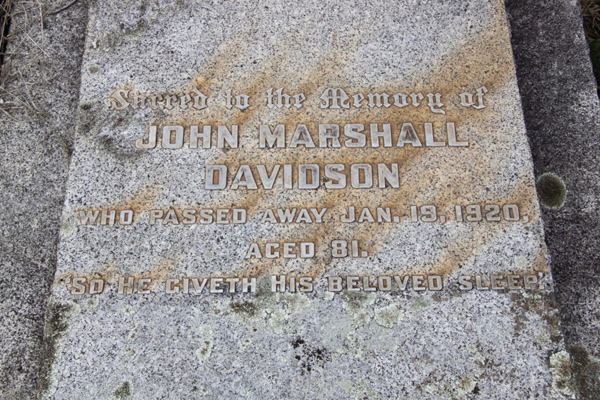 Sacred to the Memory of
JOHN MARSHALL
DAVIDSON
WHO PASSED AWAY JAN. 19, 1920.
AGED 81.
"SO HE GIVETH HIS BELOVED SLEEP."